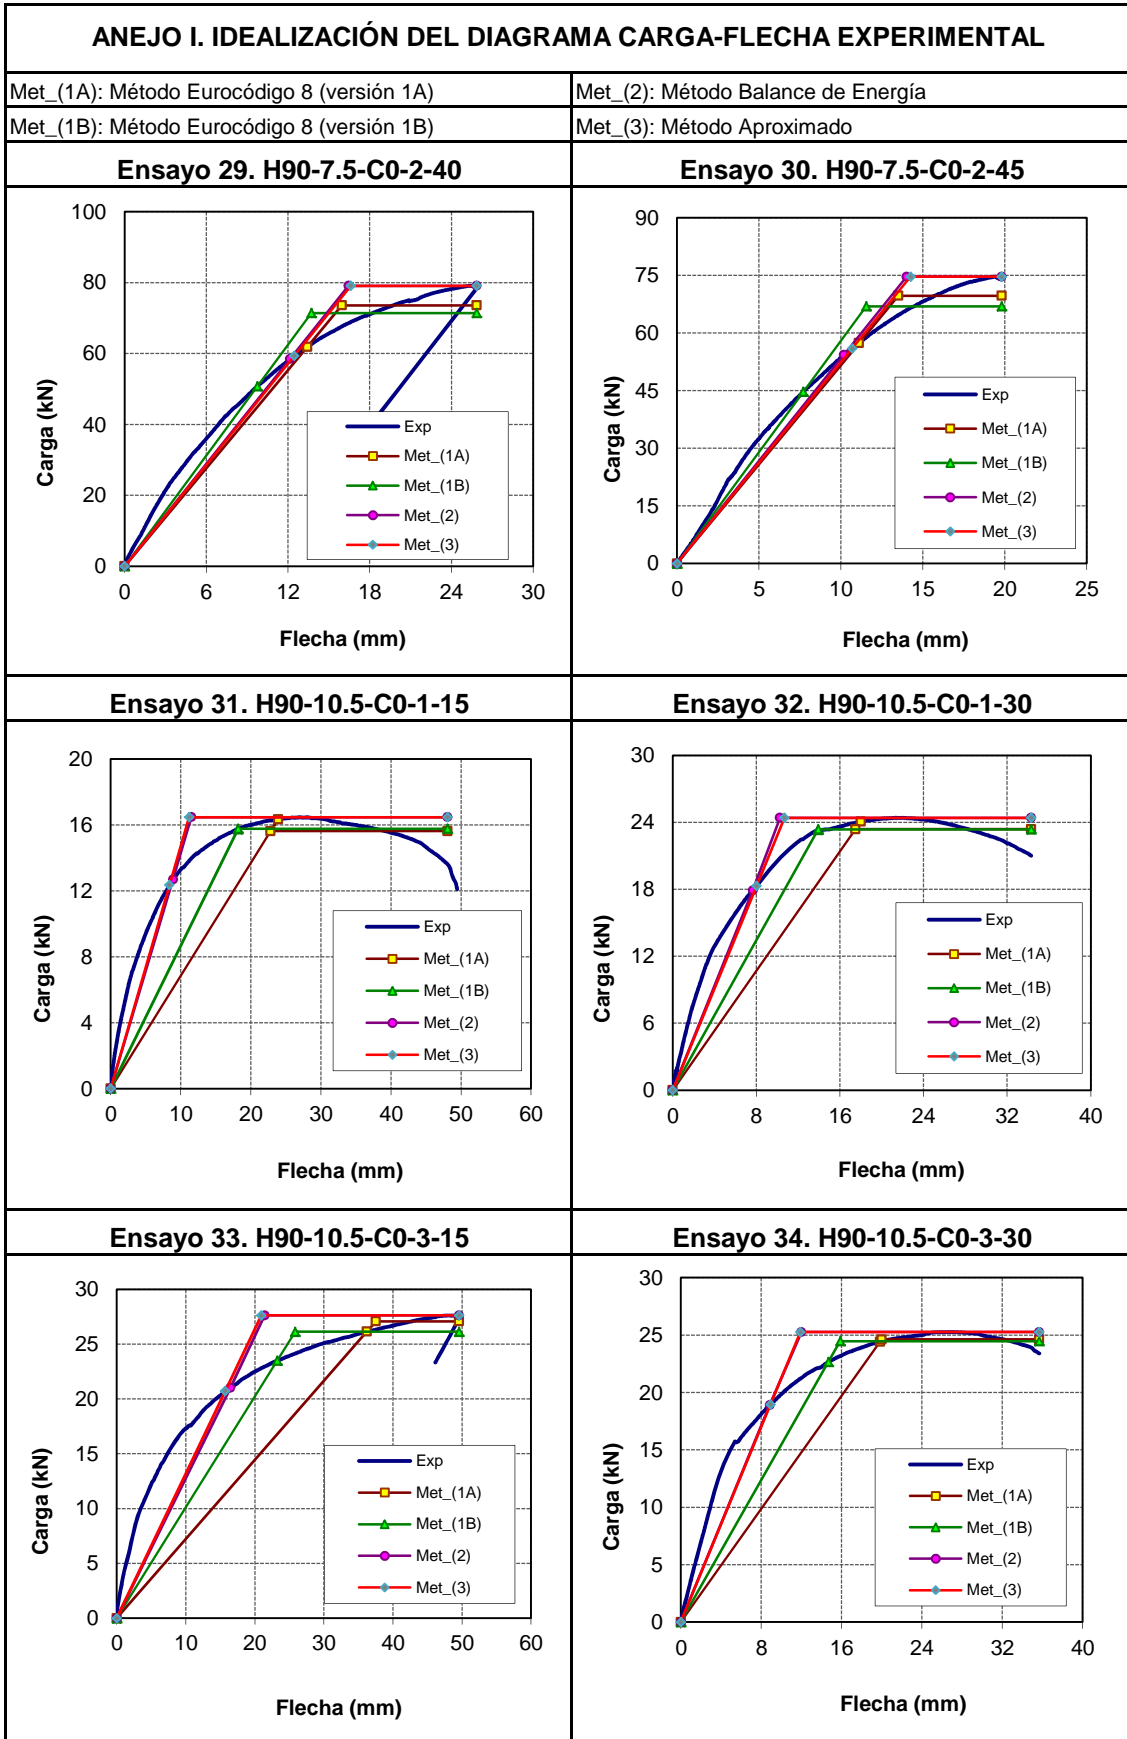 ANEJO I. IDEALIZACIÓN DEL DIAGRAMA CARGA-FLECHA EXPERIMENTAL
Met_(1A): Método Eurocódigo 8 (versión 1A)
Met_(2): Método Balance de Energía
Met_(1B): Método Eurocódigo 8 (versión 1B)
Met_(3): Método Aproximado
Ensayo 29. H90-7.5-C0-2-40
100
80
60
40
20
0
0 6 12 18 24 30
Carga (kN)
Flecha (mm)
Exp
Met_(1A)
Met_(1B)
Met_(2)
Met_(3)
Ensayo 30. H90-7.5-C0-2-45
90
75
60
45
30
15
0
0 5 10 15 20 25
Carga (kN)
Flecha (mm)
Exp
Met_(1A)
Met_(1B)
Met_(2)
Met_(3)
Ensayo 31. H90-10.5-C0-1-15
20
16
12
8
4
0
0 10 20 30 40 50 60
Carga (kN)
Flecha (mm)
Exp
Met_(1A)
Met_(1B)
Met_(2)
Met_(3)
Ensayo 32. H90-10.5-C0-1-30
30
24
18
12
6
0
0 8 16 24 32 40
Carga (kN)
Flecha (mm)
Exp
Met_(1A)
Met_(1B)
Met_(2)
Met_(3)
Ensayo 33. H90-10.5-C0-3-15
30
25
20
15
10
5
0
0 10 20 30 40 50 60
Carga (kN)
Flecha (mm)
Exp
Met_(1A)
Met_(1B)
Met_(2)
Met_(3)
Ensayo 34. H90-10.5-C0-3-30
30
25
20
15
10
5
0
0 8 16 24 32 40
Carga (kN)
Flecha (mm)
Exp
Met_(1A)
Met_(1B)
Met_(2)
Met_(3)